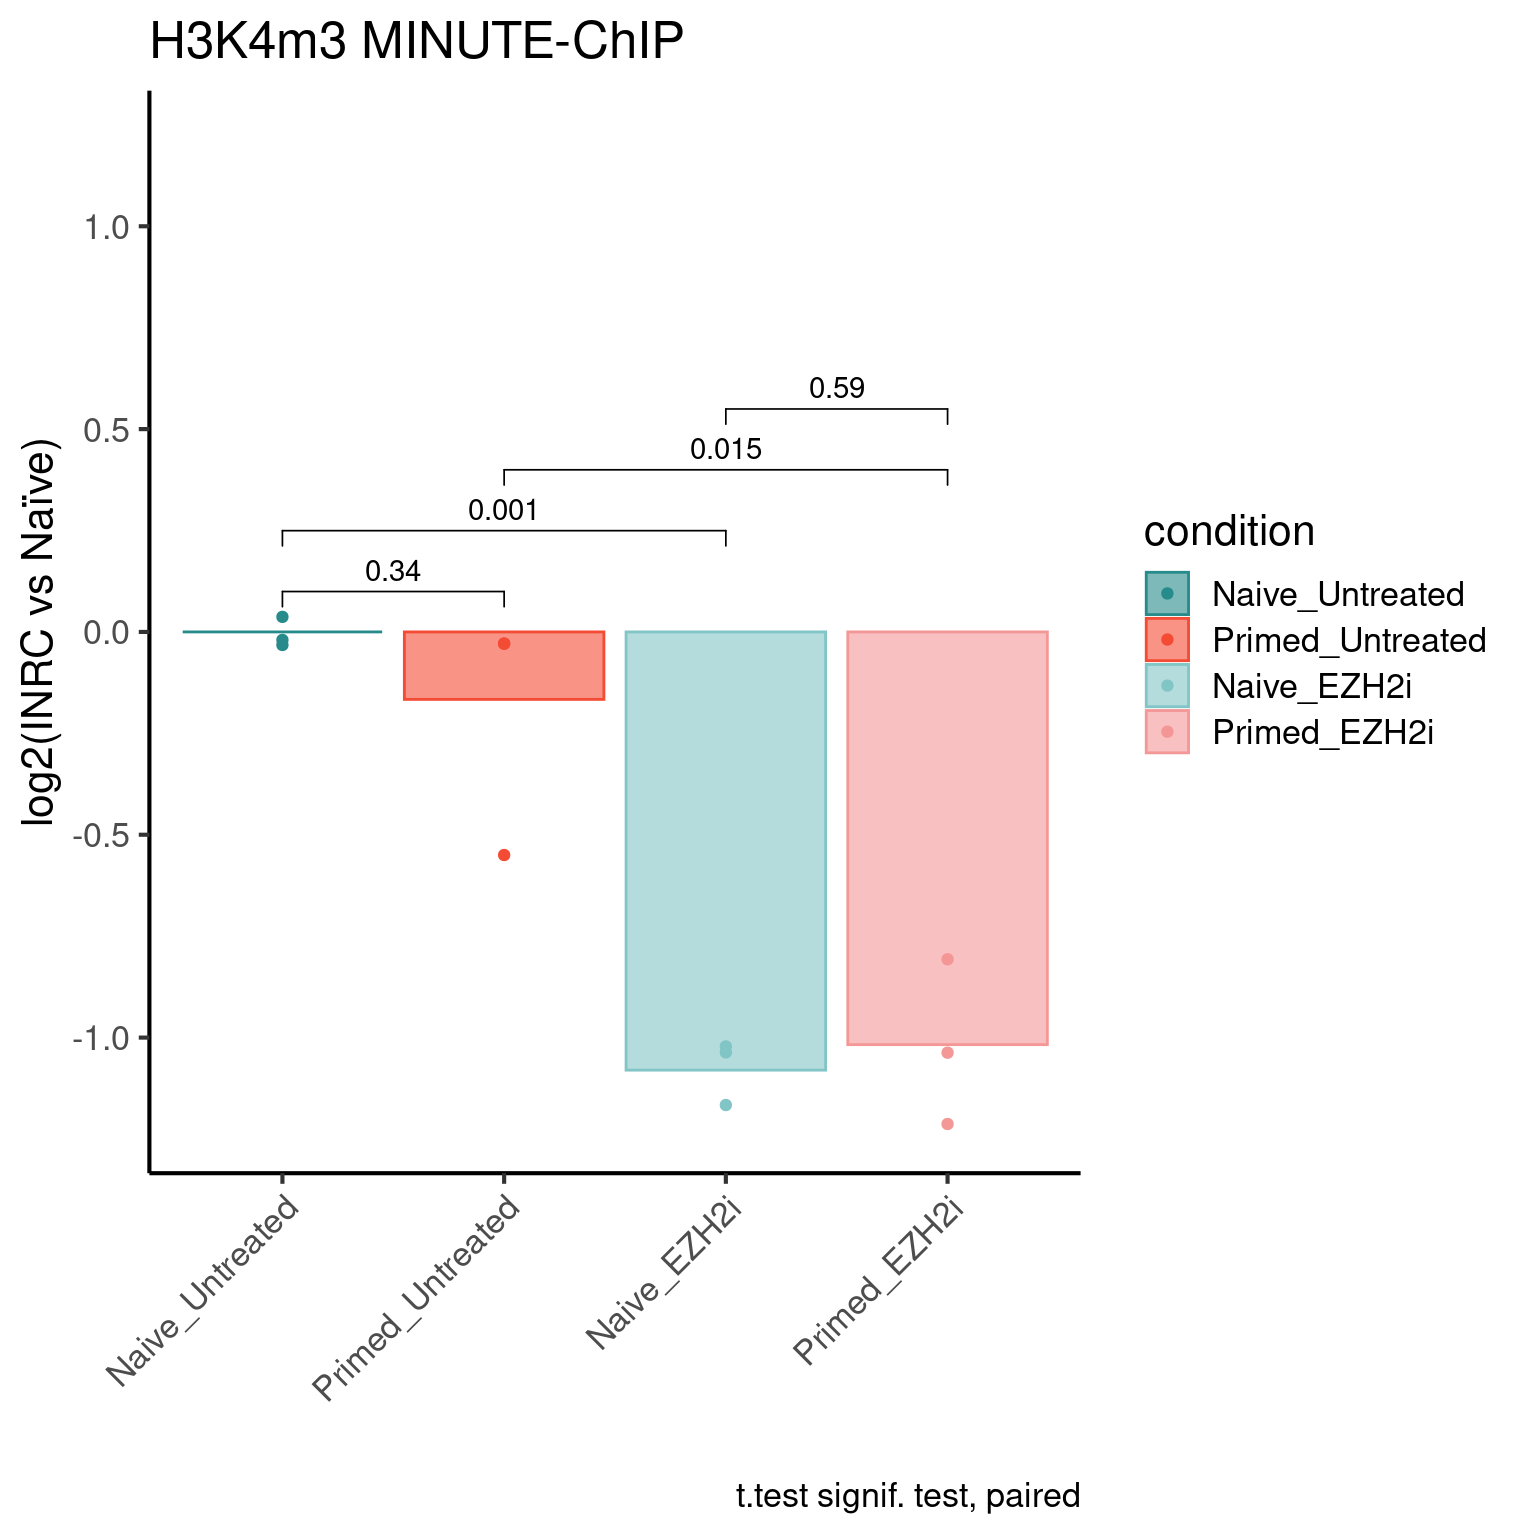 H3K4m3 MINUTE-ChIP
log2(INRC vs Naïve)
1.0
0.5
0.0
-0.5
-1.0
0.59
0.015
0.001
0.34
Naive_Untreated
Primed_Untreated
Naive_EZH2i
Primed_EZH2i
condition
Naive_Untreated
Primed_Untreated
Naive_EZH2i
Primed_EZH2i
t.test signif. test, paired